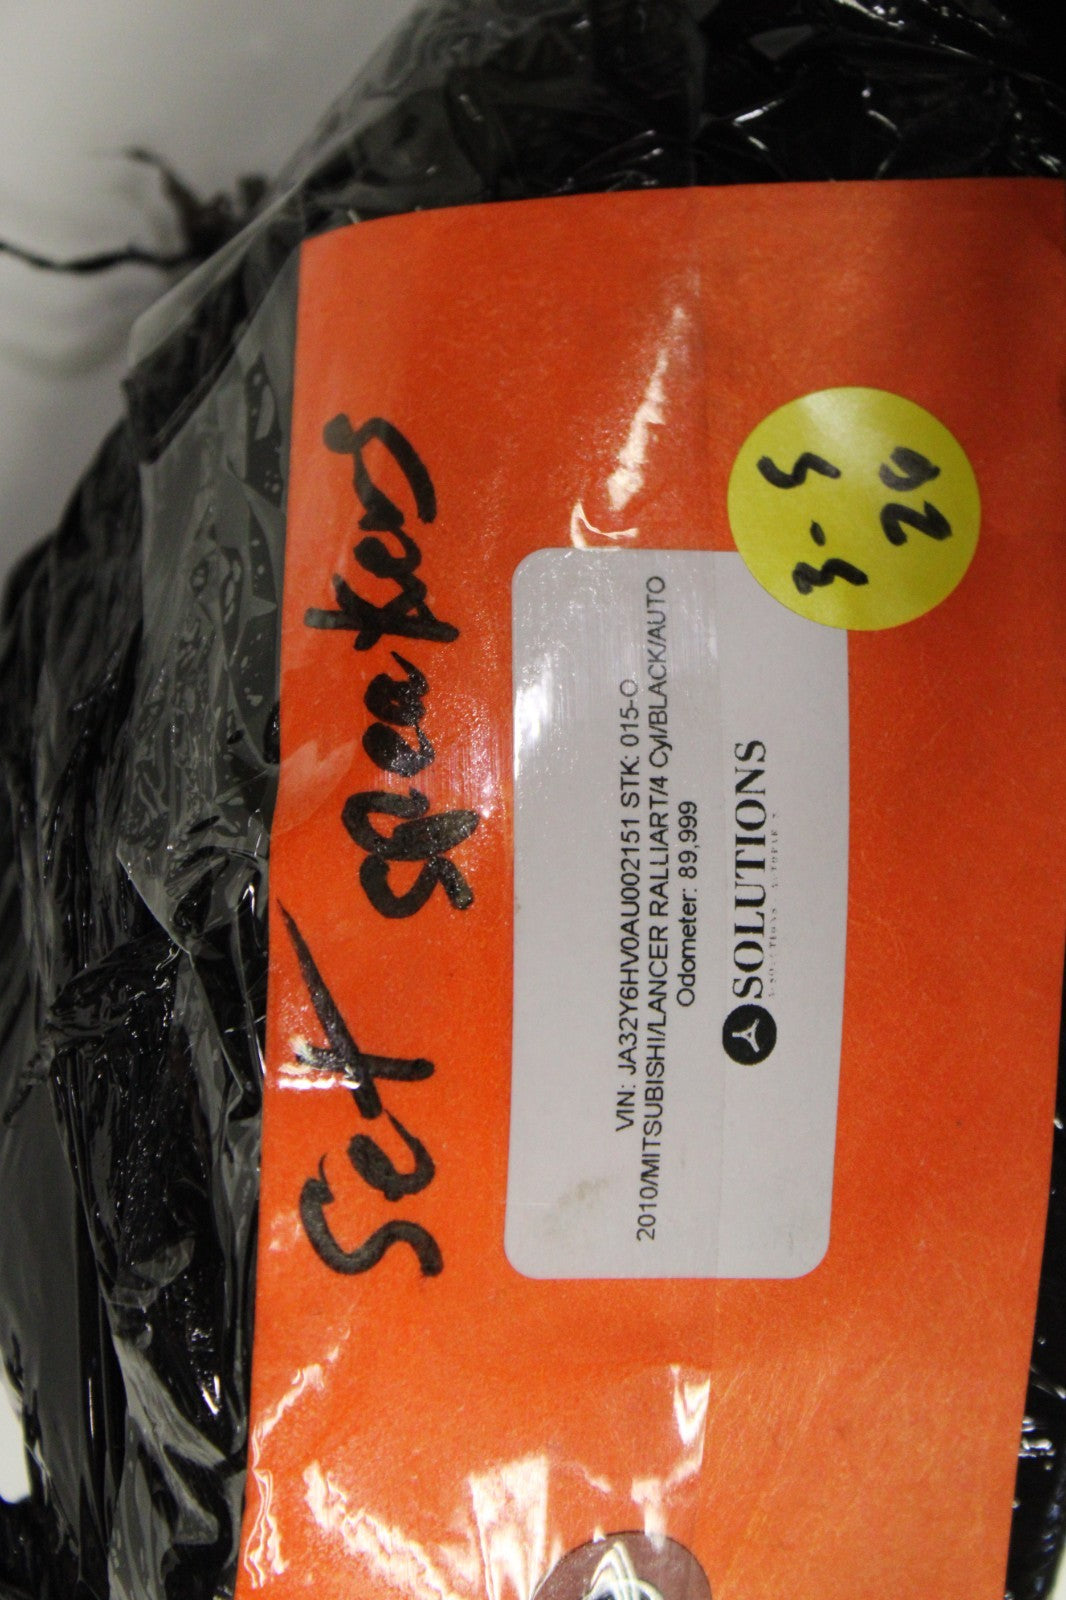 Set Speakers
VIN: JA32Y6HV0AU002151 STK: 015-O
2010/MITSUBISHI/LANCER RALLIART/4 Cyl/BLACK/AUTO
Odometer: 89,999
SOLUTIONS
3-5
20